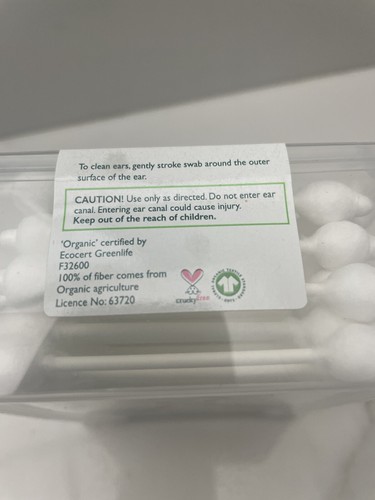 To clean ears, gently stroke swab around the outer
surface of the ear.
CAUTION! Use only as directed. Do not enter ear
canal. Entering ear canal could cause injury.
Keep out of the reach of children.
'Organic' certified by
Ecocert Greenlife
F32600
100% of fiber comes from
Organic agriculture
Licence No: 63720
crueltyfree